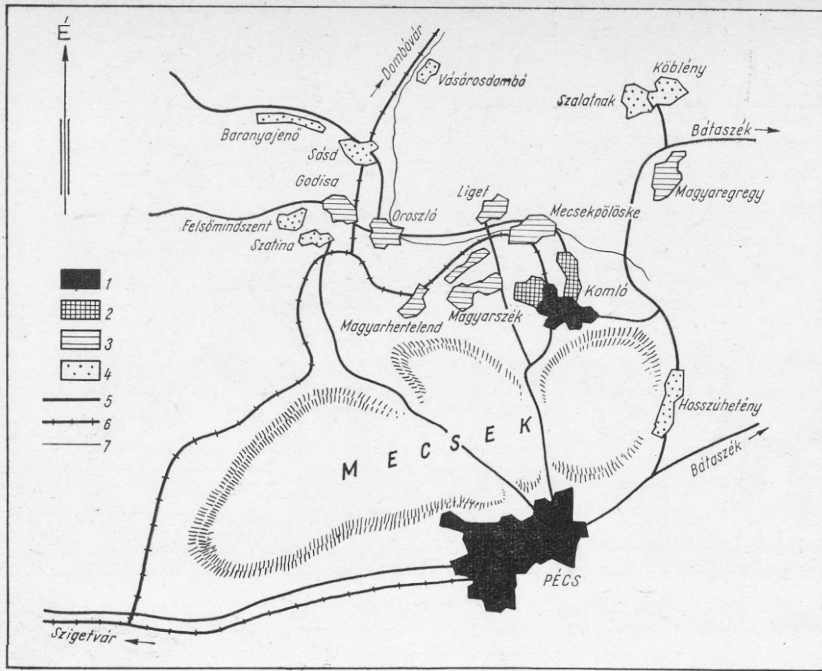 É
Dombóvár
Vásárosdombó
Köblény
Szalatnak
Bátaszék
Baranyajenő
Sásd
Magyaregregy
Godisa
Liget
Mecsekpölöske
Felsőmindszent
Oroszló
Szatina
Komló
Magyarhertelend
Magyarszék
1
2
3
4
5
6
7
Hosszúhetény
MECSEK
Bátaszék
PÉCS
Szigetvár